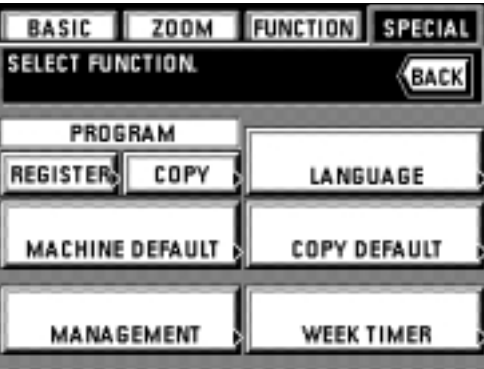 BASIC ZOOM FUNCTION SPECIAL
SELECT FUNCTION.
BACK
PROGRAM
REGISTER COPY
LANGUAGE
MACHINE DEFAULT COPY DEFAULT
MANAGEMENT WEEK TIMER